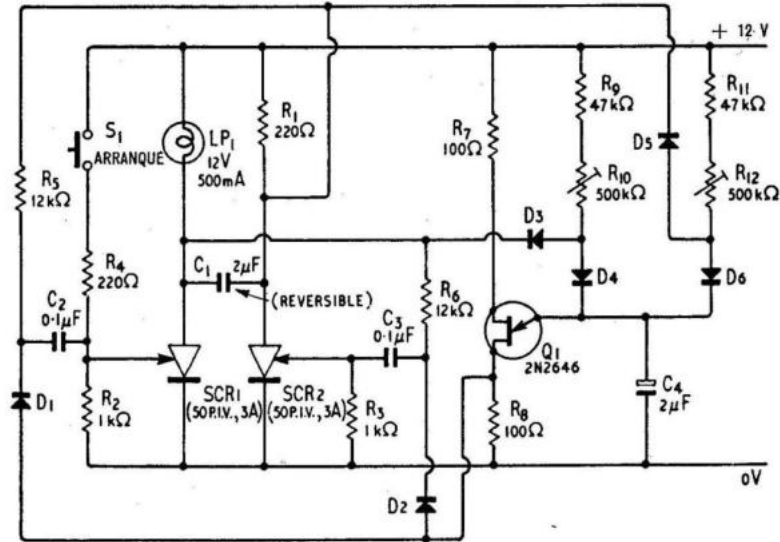 + 12 V
S1
ARRANQUE
LP1
12V
500mA
R1
220Ω
R7
100Ω
R9
47kΩ
R11
47kΩ
D5
R5
12kΩ
R10
500kΩ
R12
500kΩ
R4
220Ω
D3
C1
2μF
(REVERSIBLE)
D4
D6
R6
12kΩ
C2
0·1μF
C3
0·1μF
Q1
2N2646
D1
R2
1kΩ
SCR1
(50P.I.V., 3A)
SCR2
(50P.I.V., 3A)
R3
1kΩ
R8
100Ω
C4
2μF
0V
D2